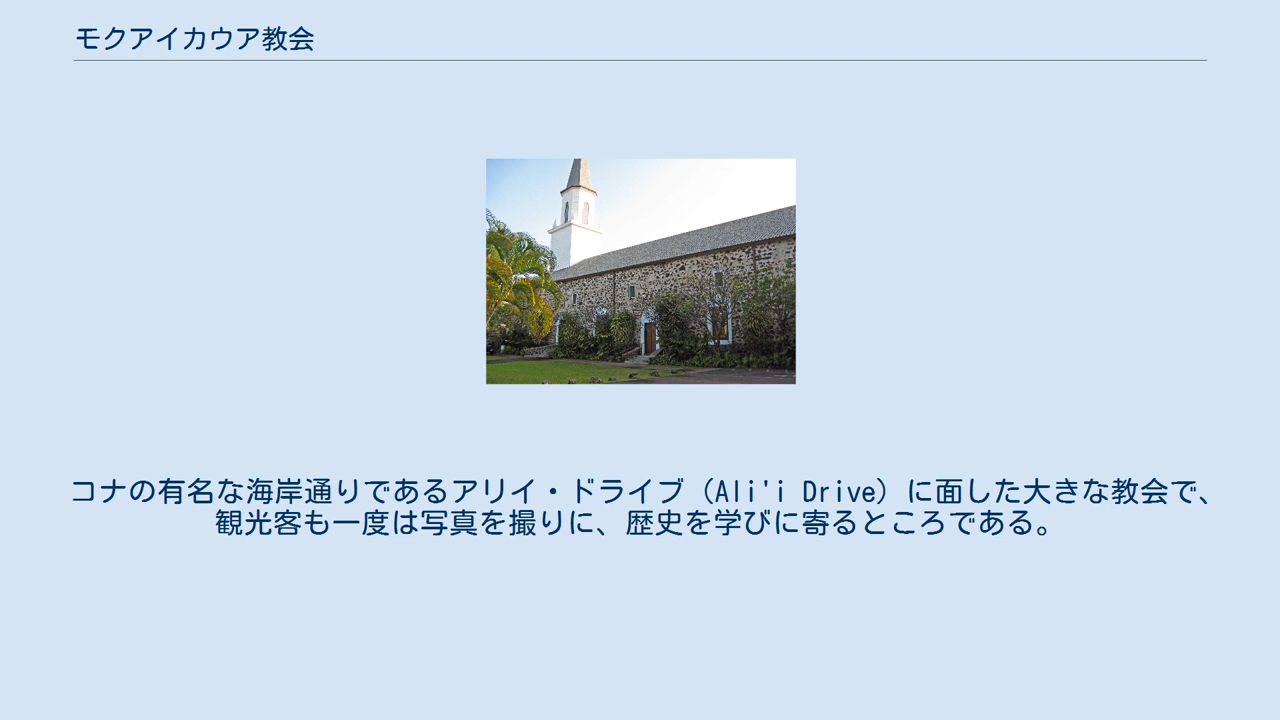 モクアイカウア教会
コナの有名な海岸通りであるアリイ・ドライブ（Ali'i Drive）に面した大きな教会で、
観光客も一度は写真を撮りに、歴史を学びに寄るところである。